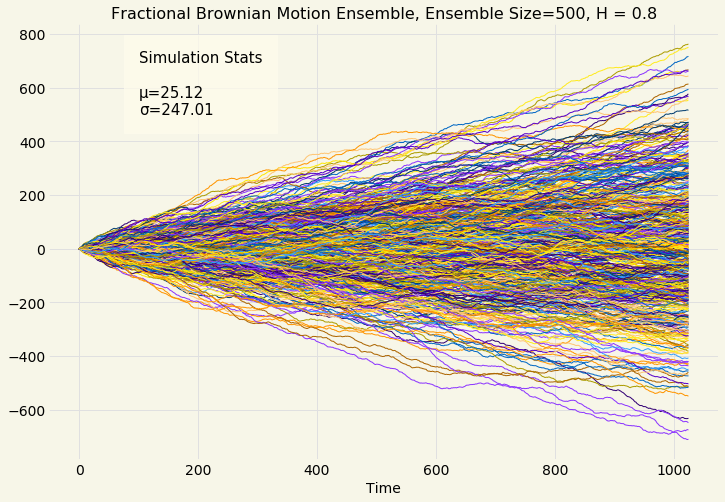 Fractional Brownian Motion Ensemble, Ensemble Size=500, H = 0.8
800
Simulation Stats
600
μ=25.12
σ=247.01
400
200
0
−200
−400
−600
0 200 400 600 800 1000
Time